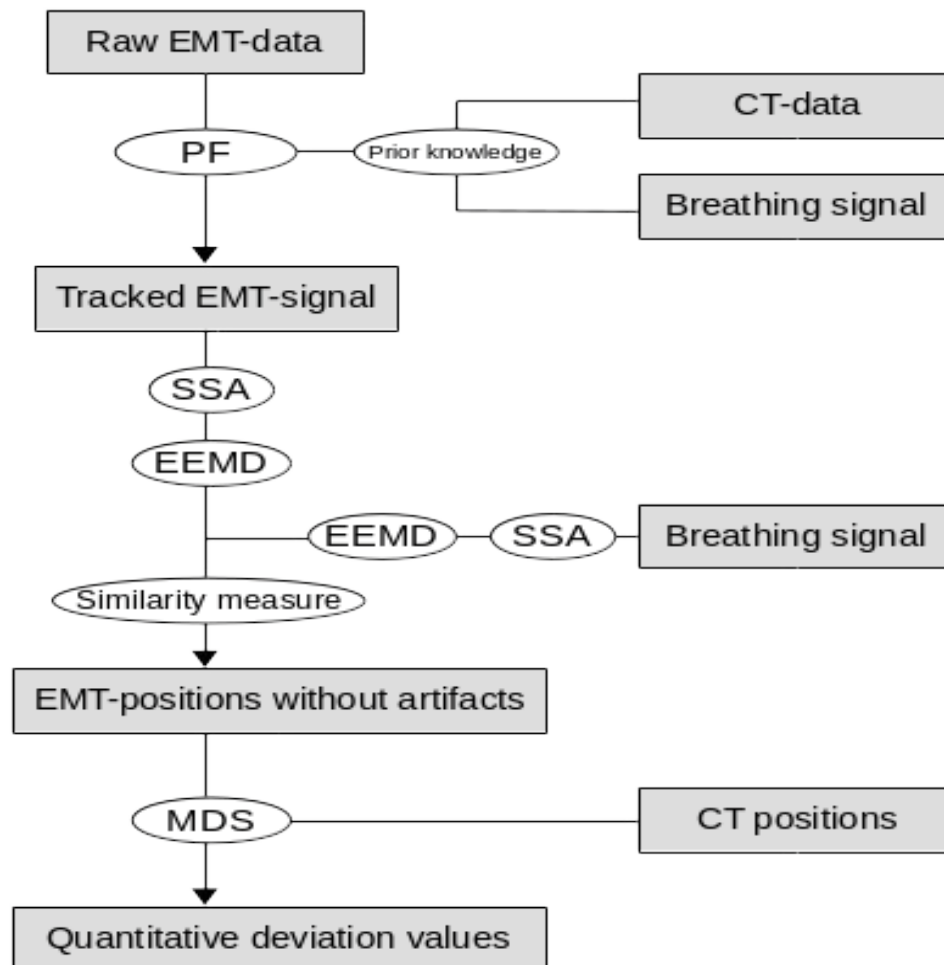 Raw EMT-data
CT-data
PF
Prior knowledge
Breathing signal
Tracked EMT-signal
SSA
EEMD
EEMD
SSA
Breathing signal
Similarity measure
EMT-positions without artifacts
MDS
CT positions
Quantitative deviation values